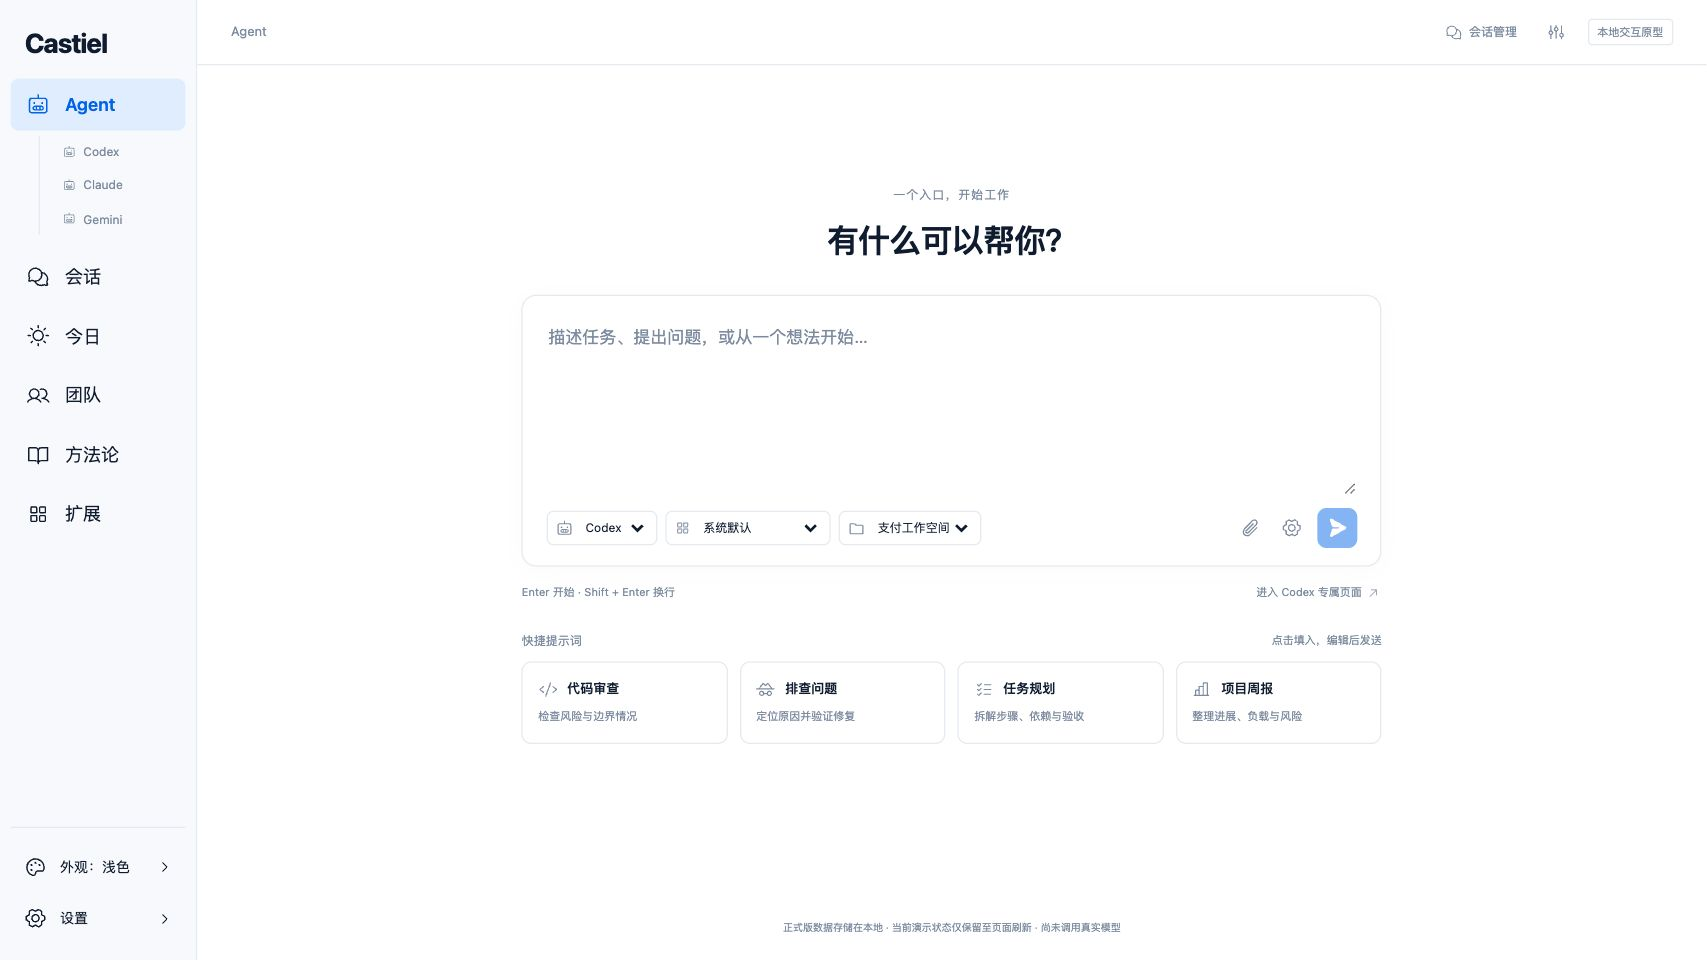 Castiel
Agent
Codex
Claude
Gemini
会话
今日
团队
方法论
扩展
外观：浅色
设置
Agent
会话管理
本地交互原型
一个入口，开始工作
有什么可以帮你？
描述任务、提出问题，或从一个想法开始...
Codex
系统默认
支付工作空间
Enter 开始 · Shift + Enter 换行
进入 Codex 专属页面
快捷提示词
点击填入，编辑后发送
代码审查
检查风险与边界情况
排查问题
定位原因并验证修复
任务规划
拆解步骤、依赖与验收
项目周报
整理进展、负载与风险
正式版数据存储在本地 · 当前演示状态仅保留至页面刷新 · 尚未调用真实模型